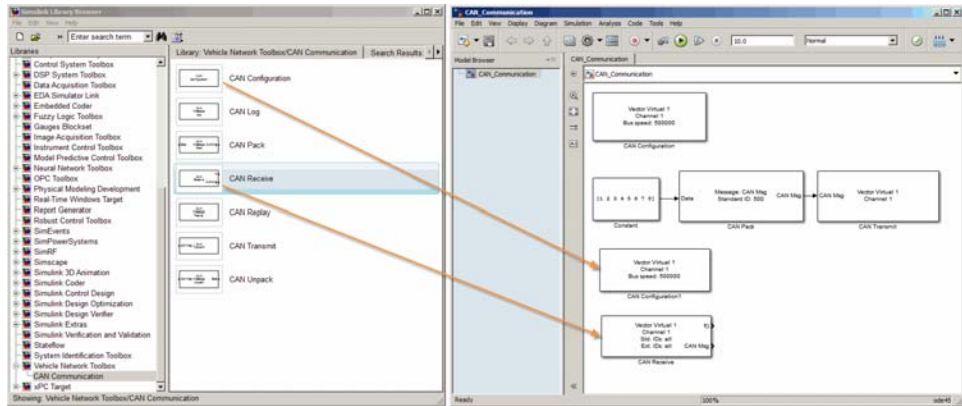 Simulink Library Browser
File Edit View Help
Enter search term
Libraries
Control System Toolbox
DSP System Toolbox
Data Acquisition Toolbox
EDA Simulator Link
Embedded Coder
Fuzzy Logic Toolbox
Gauges Blockset
Image Acquisition Toolbox
Instrument Control Toolbox
Model Predictive Control Toolbox
Neural Network Toolbox
OPC Toolbox
Physical Modeling Development
Real-Time Windows Target
Report Generator
Robust Control Toolbox
SimEvents
SimPowerSystems
SimRF
Simscape
Simulink 3D Animation
Simulink Coder
Simulink Control Design
Simulink Design Optimization
Simulink Design Verifier
Simulink Extras
Simulink Verification and Validation
Stateflow
System Identification Toolbox
Vehicle Network Toolbox
CAN Communication
xPC Target
Showing: Vehicle Network Toolbox/CAN Communication
Library: Vehicle Network Toolbox/CAN Communication
Search Results:
CAN Configuration
CAN Log
CAN Pack
CAN Receive
CAN Replay
CAN Transmit
CAN Unpack
CAN_Communication
File Edit View Display Diagram Simulation Analysis Code Tools Help
10.0
Normal
Model Browser
CAN_Communication
CAN_Communication
CAN_Communication
Vector Virtual 1
Channel 1
Bus speed: 500000
CAN Configuration
[1 2 3 4 5 6 7 8]
Constant
Data
Message: CAN Msg
Standard ID: 500
CAN Msg
CAN Pack
CAN Msg
Vector Virtual 1
Channel 1
CAN Transmit
Vector Virtual 1
Channel 1
Bus speed: 500000
CAN Configuration1
Vector Virtual 1
Channel 1
Std. IDs: all
Ext. IDs: all
f()
CAN Msg
CAN Receive
Ready
100%
ode45